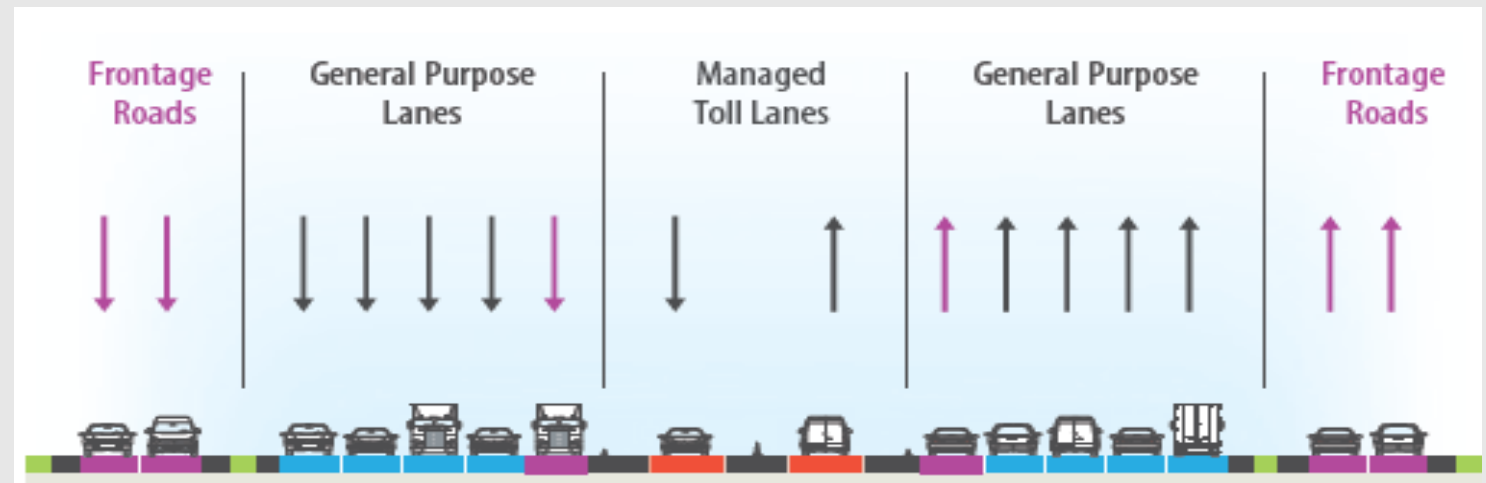 Frontage
Roads
General Purpose
Lanes
Managed
Toll Lanes
General Purpose
Lanes
Frontage
Roads